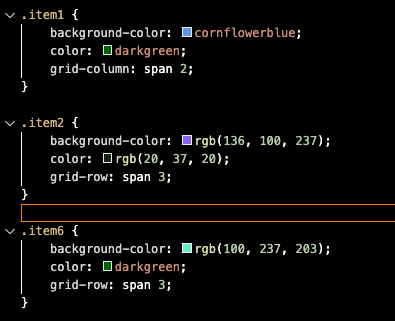 .item1 {
background-color: cornflowerblue;
color: darkgreen;
grid-column: span 2;
}
.item2 {
background-color: rgb(136, 100, 237);
color: rgb(20, 37, 20);
grid-row: span 3;
}
.item6 {
background-color: rgb(100, 237, 203);
color: darkgreen;
grid-row: span 3;
}